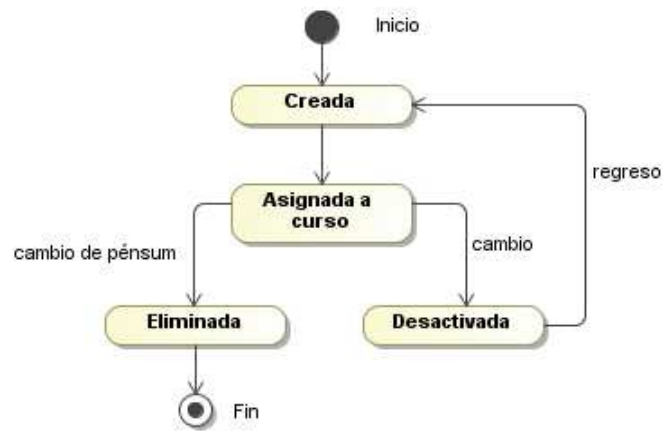 Inicio
Creada
regreso
Asignada a
curso
cambio de pénsum
cambio
Eliminada
Desactivada
Fin